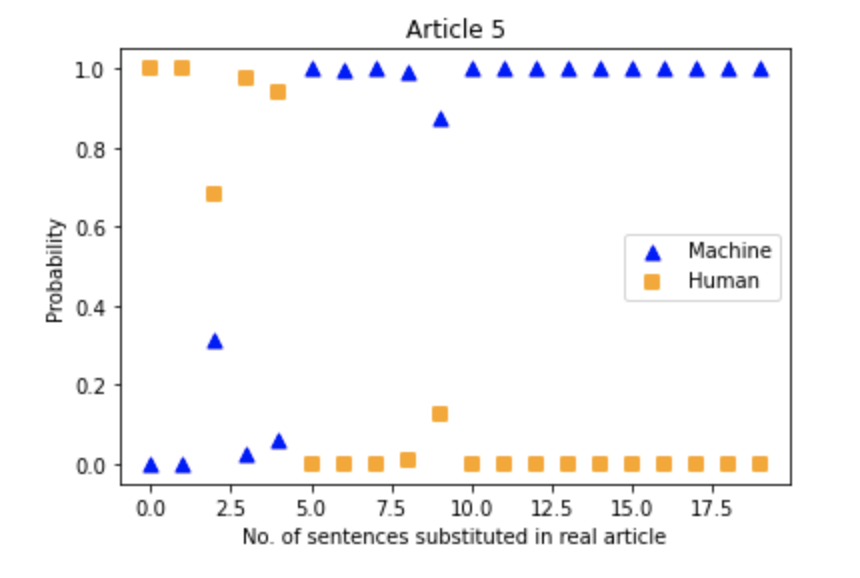 Article 5
1.0
0.8
0.6
0.4
0.2
0.0
Probability
Machine
Human
0.0 2.5 5.0 7.5 10.0 12.5 15.0 17.5
No. of sentences substituted in real article